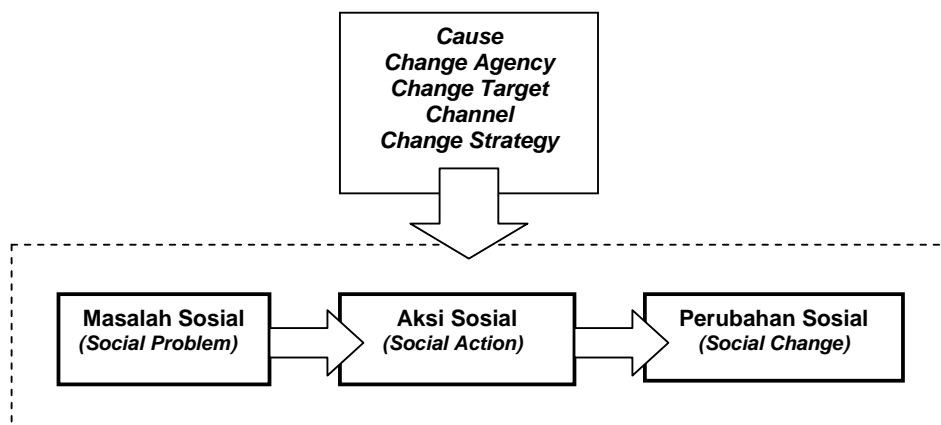 Cause
Change Agency
Change Target
Channel
Change Strategy
Masalah Sosial
(Social Problem)
Aksi Sosial
(Social Action)
Perubahan Sosial
(Social Change)